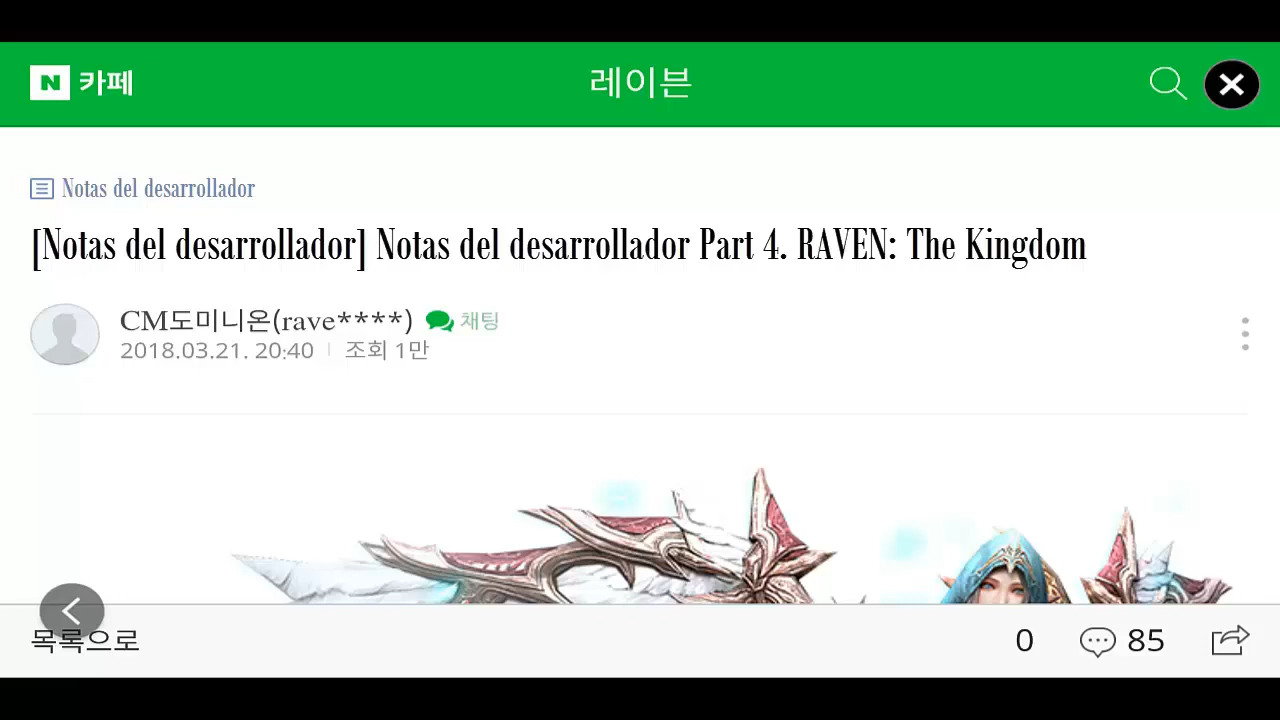 N 카페
레이븐
Notas del desarrollador
[Notas del desarrollador] Notas del desarrollador Part 4. RAVEN: The Kingdom
CM도미니온(rave****) 채팅
2018.03.21. 20:40 조회 1만
목록으로
0 85